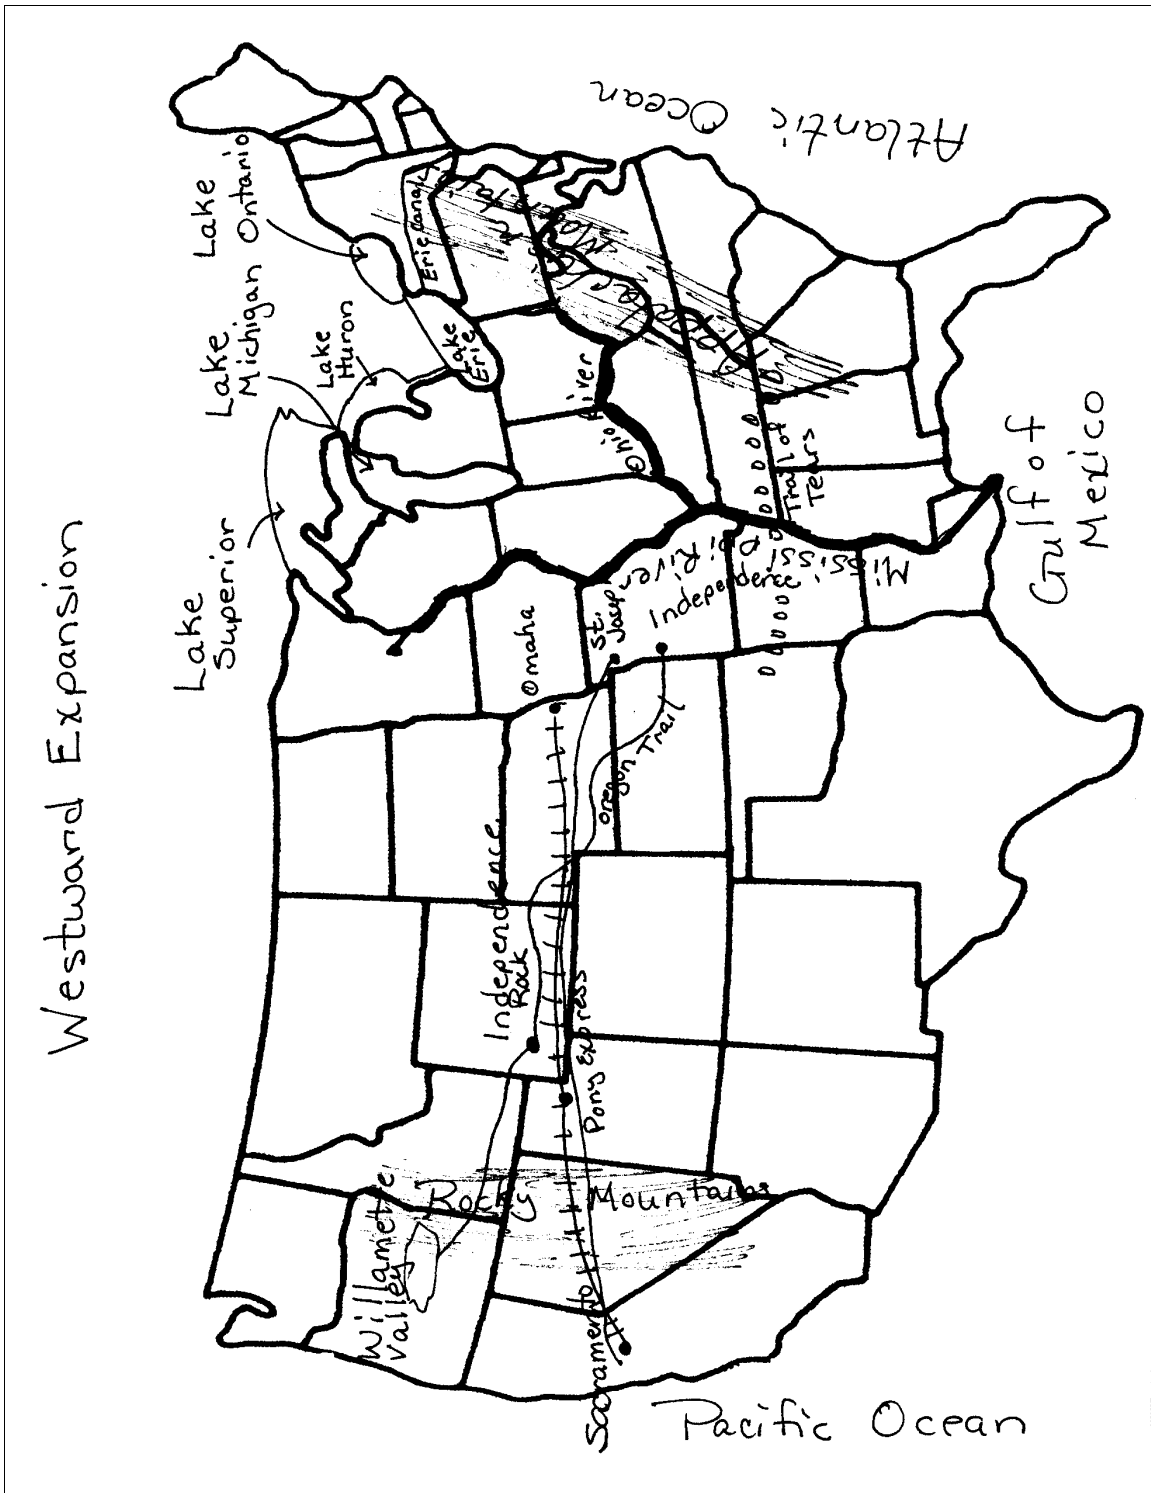 Westward Expansion
Lake
Superior
Lake
Michigan
Lake
Huron
Lake
Ontario
Lake
Erie
Erie Canal
Ohio River
Trail of
Tears
Mississippi River
Atlantic Ocean
Gulf of
Mexico
Omaha
St.
Independence
Oregon Trail
Independence
Rock
Pony Express
Rocky Mountains
Willamette
Valley
Sacramento
Pacific Ocean